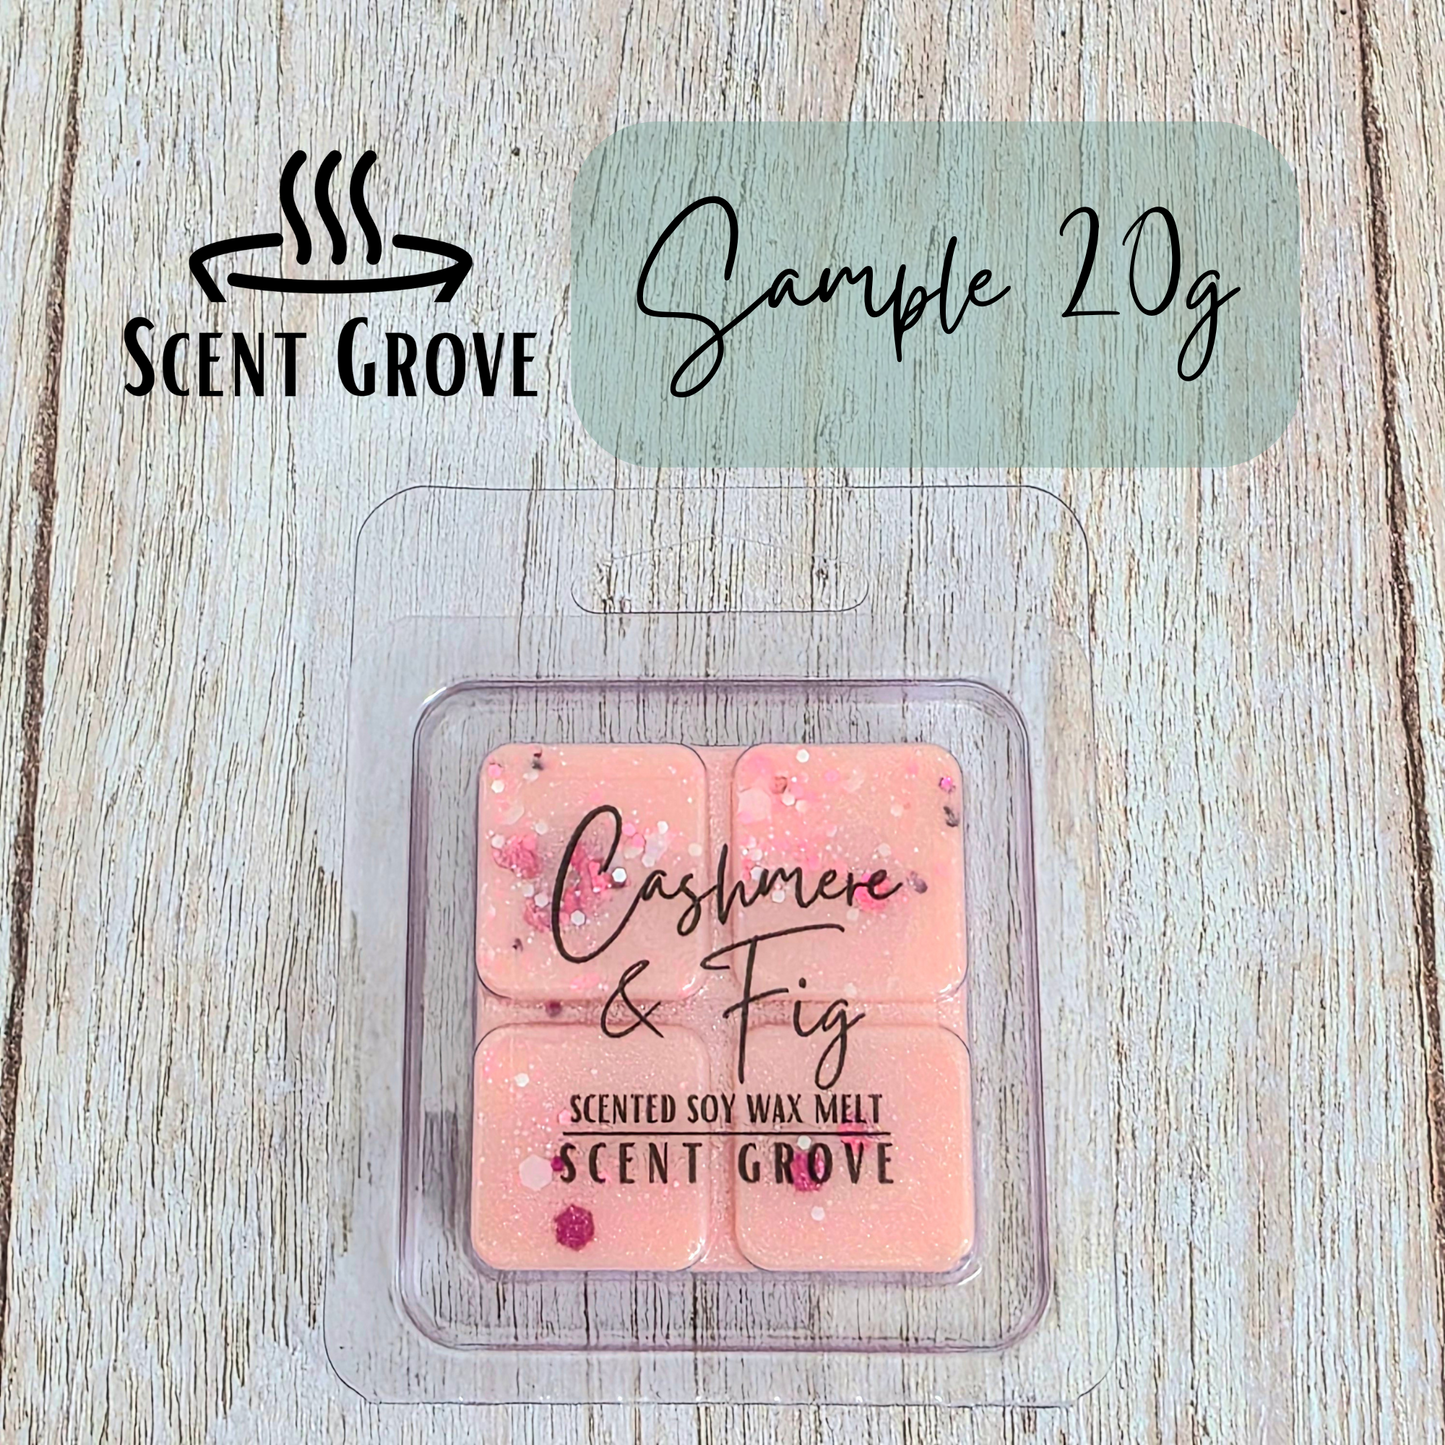 SCENT GROVE
Sample 20g
Cashmere
& Fig
SCENTED SOY WAX MELT
SCENT GROVE